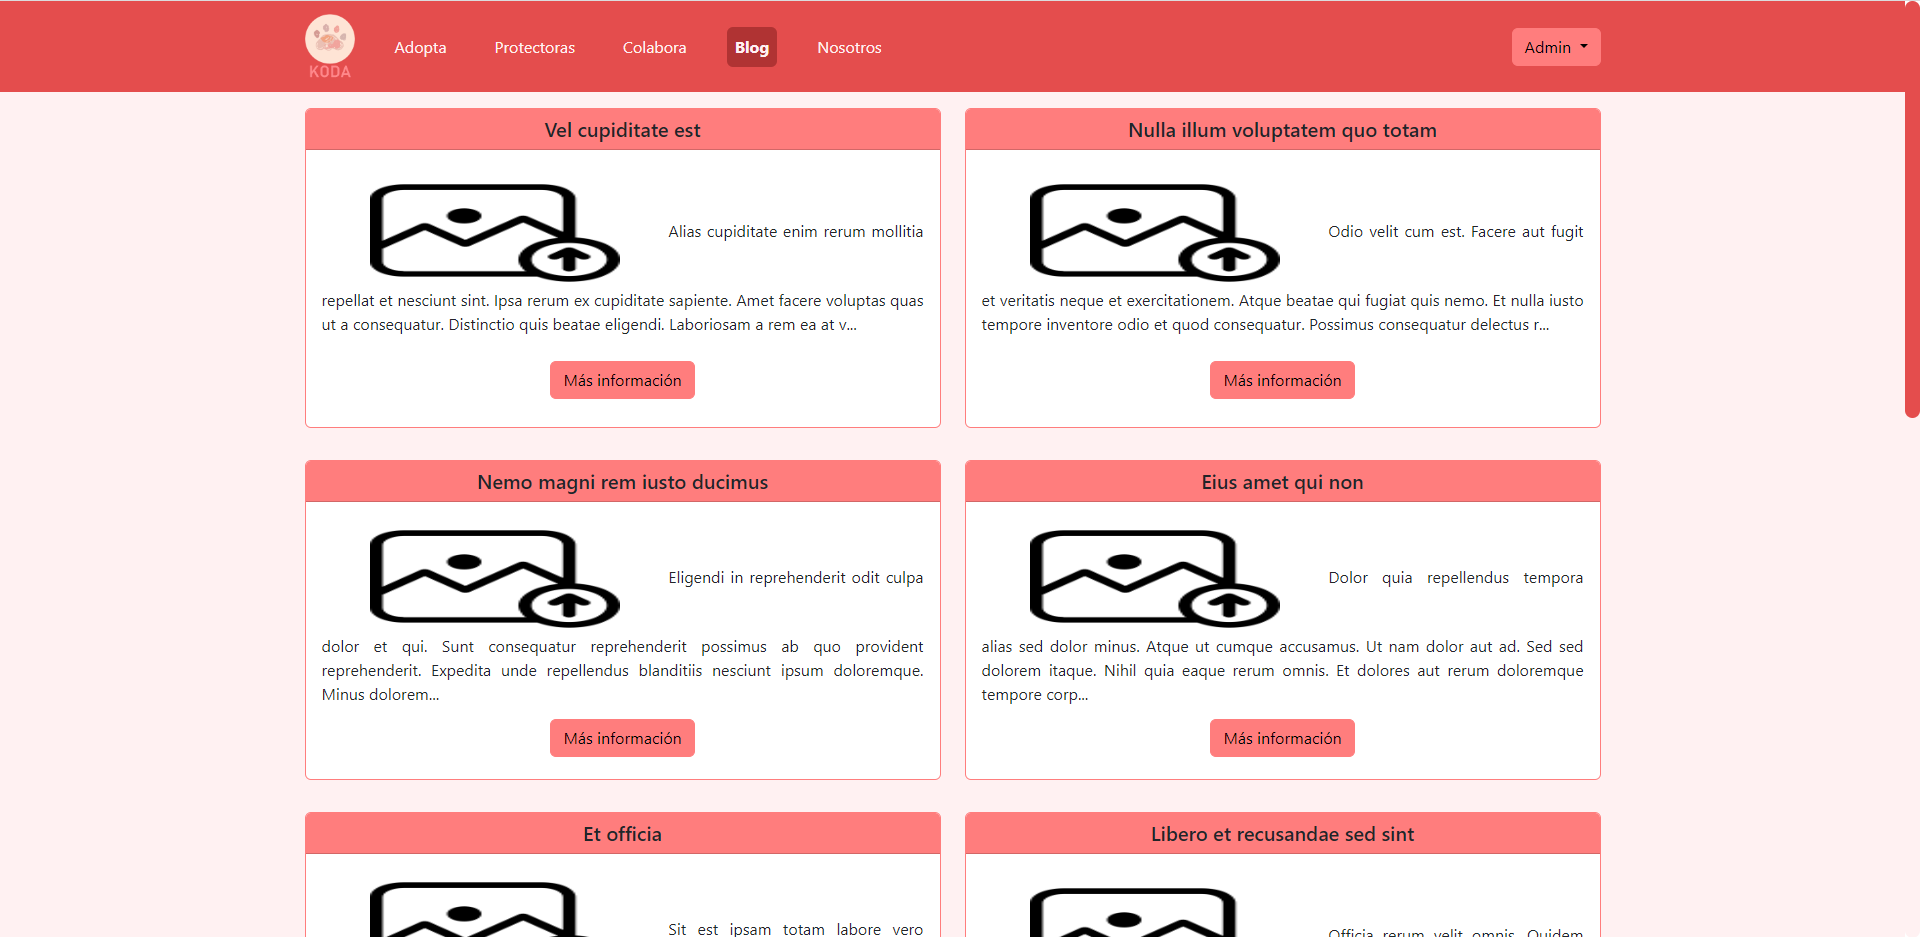 KODA
Adopta
Protectoras
Colabora
Blog
Nosotros
Admin
Vel cupiditate est
Alias cupiditate enim rerum mollitia
repellat et nesciunt sint. Ipsa rerum ex cupiditate sapiente. Amet facere voluptas quas
ut a consequatur. Distinctio quis beatae eligendi. Laboriosam a rem ea at v...
Más información
Nulla illum voluptatem quo totam
Odio velit cum est. Facere aut fugit
et veritatis neque et exercitationem. Atque beatae qui fugiat quis nemo. Et nulla iusto
tempore inventore odio et quod consequatur. Possimus consequatur delectus r...
Más información
Nemo magni rem iusto ducimus
Eligendi in reprehenderit odit culpa
dolor et qui. Sunt consequatur reprehenderit possimus ab quo provident
reprehenderit. Expedita unde repellendus blanditiis nesciunt ipsum doloremque.
Minus dolorem...
Más información
Eius amet qui non
Dolor quia repellendus tempora
alias sed dolor minus. Atque ut cumque accusamus. Ut nam dolor aut ad. Sed sed
dolorem itaque. Nihil quia eaque rerum omnis. Et dolores aut rerum doloremque
tempore corp...
Más información
Et officia
Sit est ipsam totam labore vero
Libero et recusandae sed sint
Officia rerum velit omnis. Quidem